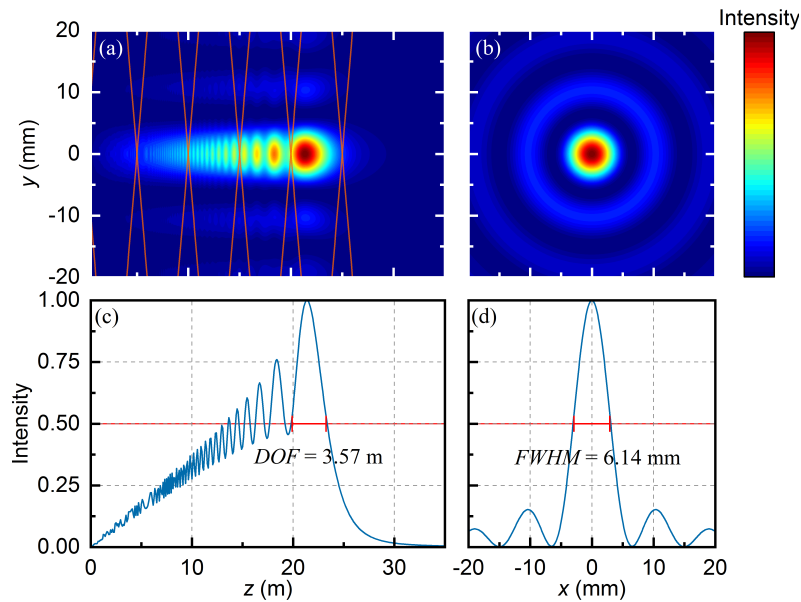 Intensity
(a)
(b)
20
10
0
-10
-20
y (mm)
(c)
(d)
1.00
0.75
0.50
0.25
0.00
Intensity
DOF = 3.57 m
FWHM = 6.14 mm
0 10 20 30
-20 -10 0 10 20
z (m)
x (mm)